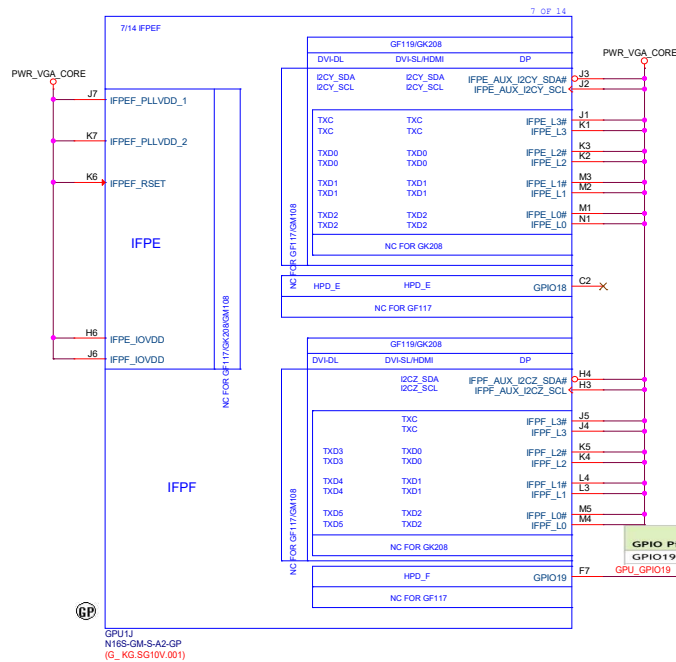 7 OF 14
7/14 IFPEF
GF119/GK208
DVI-DL DVI-SL/HDMI DP
PWR_VGA_CORE
PWR_VGA_CORE
I2CY_SDA I2CY_SDA IFPE_AUX_I2CY_SDA# J3
I2CY_SCL I2CY_SCL IFPE_AUX_I2CY_SCL J2
J7 IFPEF_PLLVDD_1
TXC TXC IFPE_L3# J1
TXC TXC IFPE_L3 K1
K7 IFPEF_PLLVDD_2
TXD0 TXD0 IFPE_L2# K3
TXD0 TXD0 IFPE_L2 K2
K6 IFPEF_RSET
TXD1 TXD1 IFPE_L1# M3
TXD1 TXD1 IFPE_L1 M2
TXD2 TXD2 IFPE_L0# M1
TXD2 TXD2 IFPE_L0 N1
IFPE
NC FOR GK208
NC FOR GF117/GM108
NC FOR GF117/GK208/GM108
HPD_E HPD_E GPIO18 C2
NC FOR GF117
H6 IFPE_IOVDD
J6 IFPF_IOVDD
GF119/GK208
DVI-DL DVI-SL/HDMI DP
I2CZ_SDA IFPF_AUX_I2CZ_SDA# H4
I2CZ_SCL IFPF_AUX_I2CZ_SCL H3
TXC IFPF_L3# J5
TXC IFPF_L3 J4
TXD3 TXD0 IFPF_L2# K5
TXD3 TXD0 IFPF_L2 K4
TXD4 TXD1 IFPF_L1# L4
TXD4 TXD1 IFPF_L1 L3
IFPF
TXD5 TXD2 IFPF_L0# M5
TXD5 TXD2 IFPF_L0 M4
NC FOR GK208
NC FOR GF117/GM108
GPIO
GPIO19
HPD_F GPIO19 F7 GPU_GPIO19
NC FOR GF117
GP
GPU1J
N16S-GM-S-A2-GP
(G_ KG.SG10V.001)